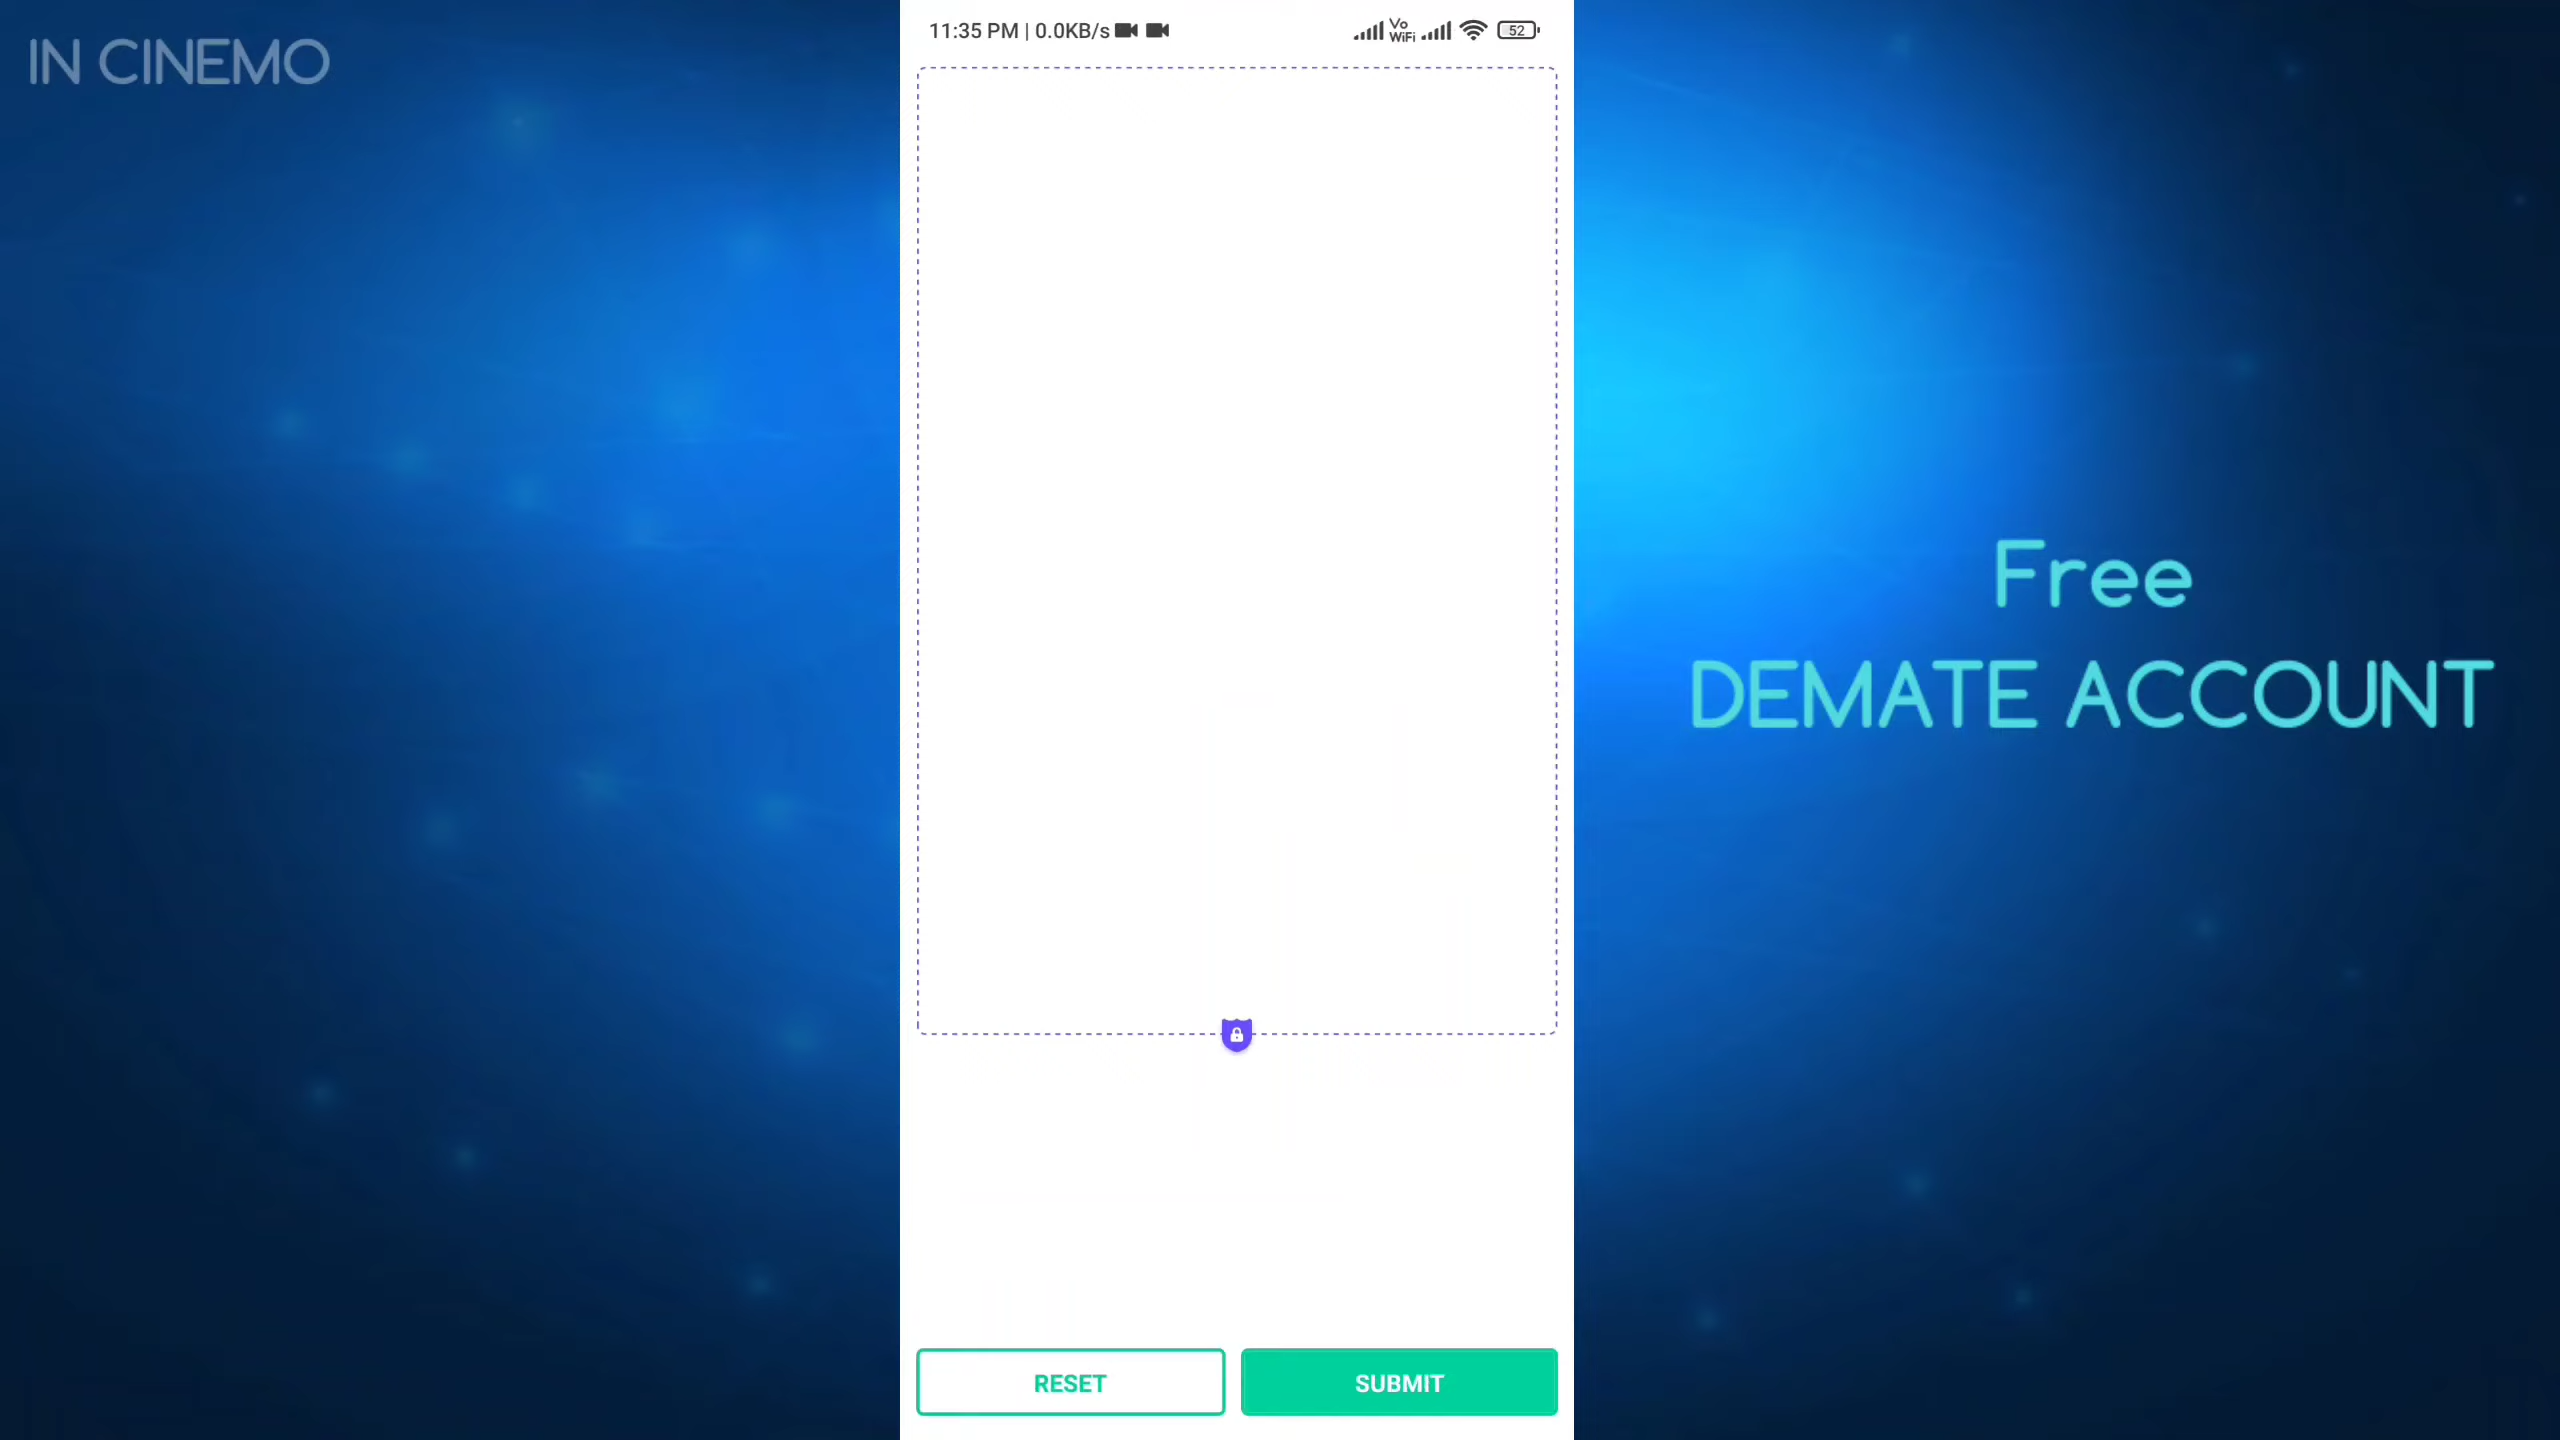 IN CINEMO
11:35 PM | 0.0KB/s
Vo
WiFi
52
Free
DEMATE ACCOUNT
RESET
SUBMIT